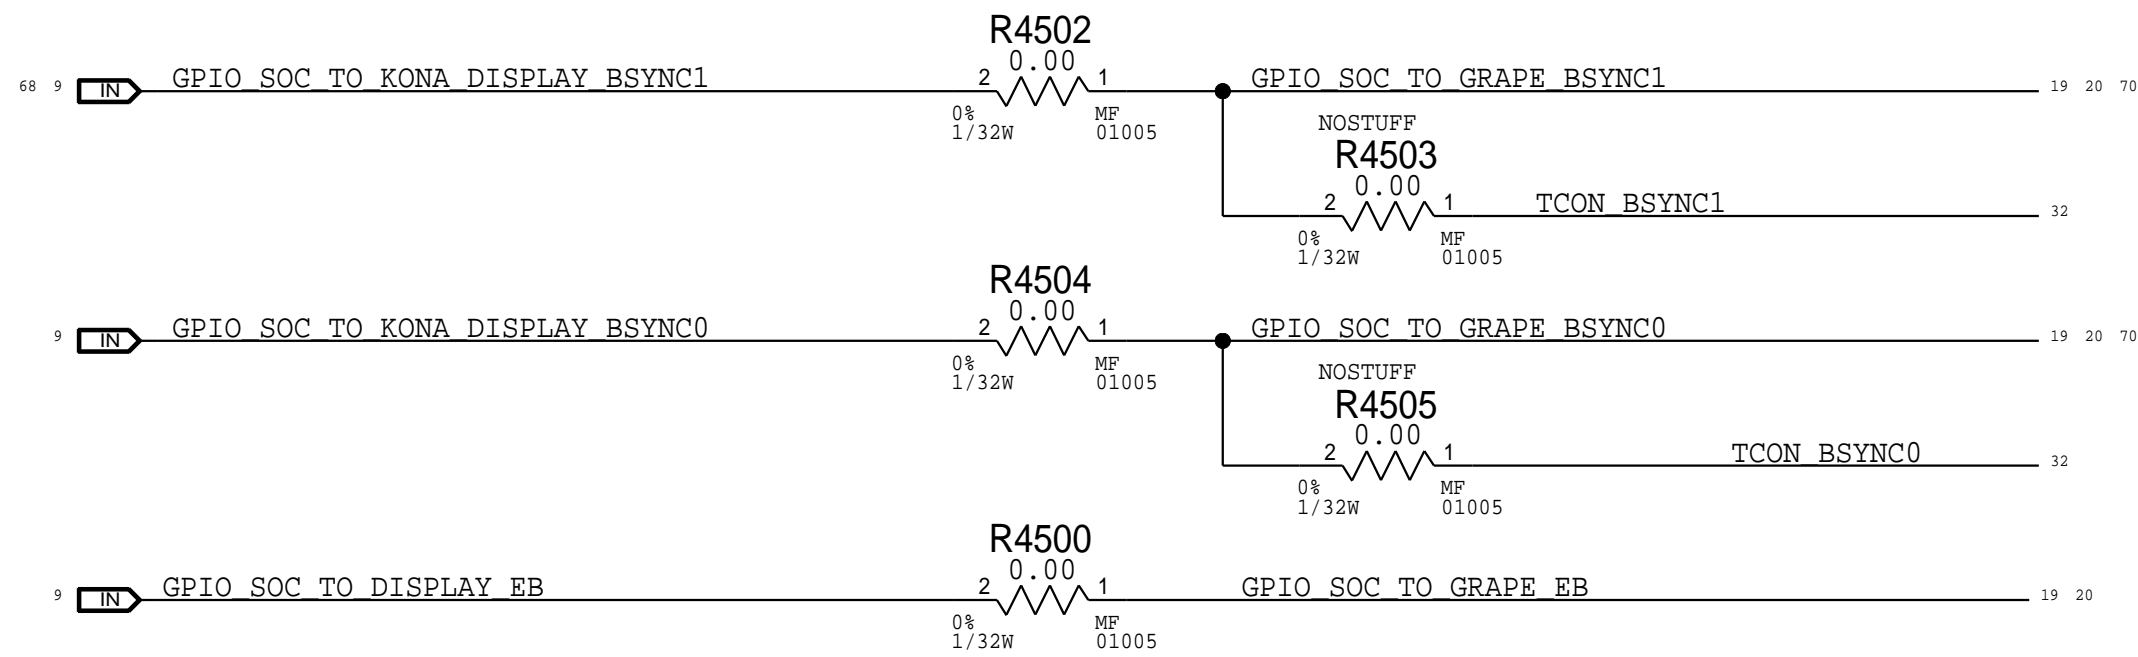 R4502
0.00
68 9 IN GPIO_SOC_TO_KONA_DISPLAY_BSYNC1 2 1 GPIO_SOC_TO_GRAPE_BSYNC1 19 20 70
0% MF
1/32W 01005
NOSTUFF
R4503
0.00
2 1 TCON_BSYNC1 32
0% MF
1/32W 01005
R4504
0.00
9 IN GPIO_SOC_TO_KONA_DISPLAY_BSYNC0 2 1 GPIO_SOC_TO_GRAPE_BSYNC0 19 20 70
0% MF
1/32W 01005
NOSTUFF
R4505
0.00
2 1 TCON_BSYNC0 32
0% MF
1/32W 01005
R4500
0.00
9 IN GPIO_SOC_TO_DISPLAY_EB 2 1 GPIO_SOC_TO_GRAPE_EB 19 20
0% MF
1/32W 01005